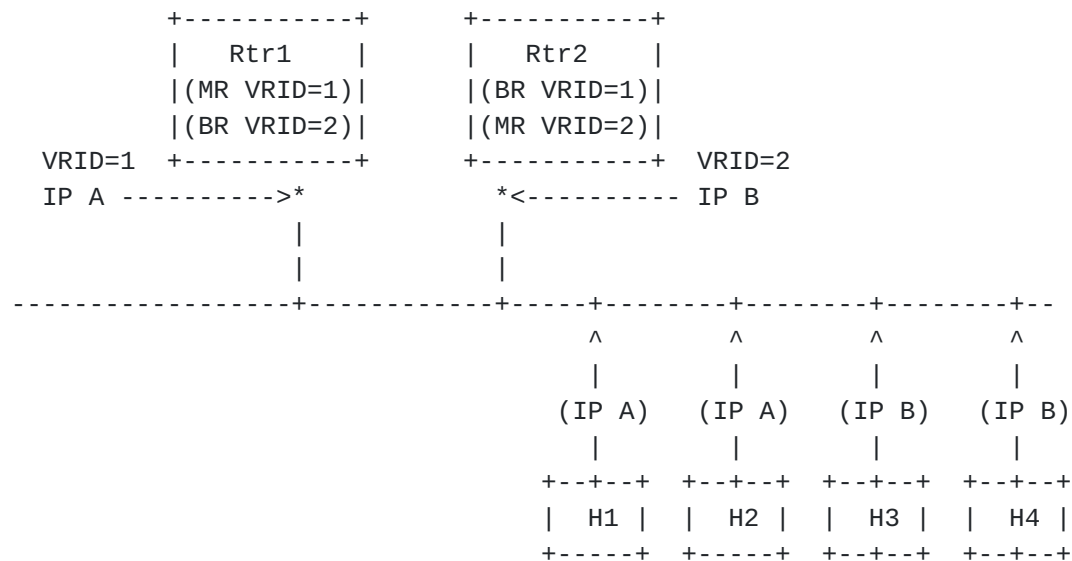 +-----------+      +-----------+
          |   Rtr1    |      |   Rtr2    |
          |(MR VRID=1)|      |(BR VRID=1)|
          |(BR VRID=2)|      |(MR VRID=2)|
  VRID=1  +-----------+      +-----------+  VRID=2
  IP A ---------->*            *<---------- IP B
                  |            |
                  |            |
------------------+------------+-----+--------+--------+--------+--
                                     ^        ^        ^        ^
                                     |        |        |        |
                                   (IP A)   (IP A)   (IP B)   (IP B)
                                     |        |        |        |
                                  +--+--+  +--+--+  +--+--+  +--+--+
                                  |  H1 |  |  H2 |  |  H3 |  |  H4 |
                                  +-----+  +-----+  +--+--+  +--+--+